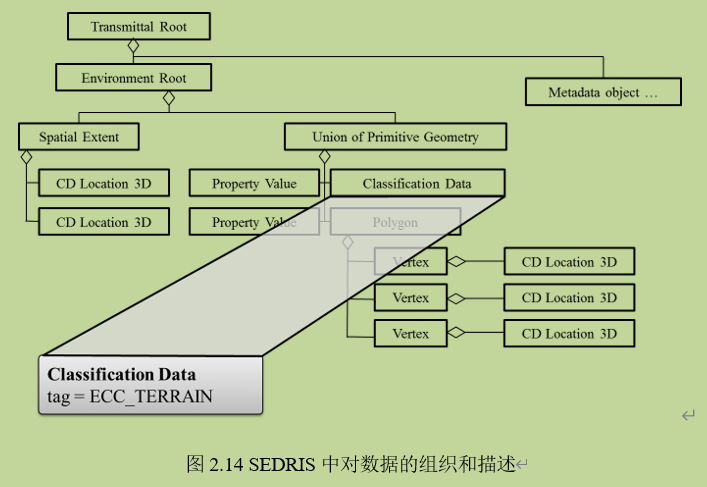 Transmittal Root
Environment Root
Metadata object …
Spatial Extent
Union of Primitive Geometry
CD Location 3D
Property Value
Classification Data
CD Location 3D
Property Value
Polygon
Vertex
CD Location 3D
Vertex
CD Location 3D
Vertex
CD Location 3D
Classification Data
tag = ECC_TERRAIN
图 2.14 SEDRIS 中对数据的组织和描述